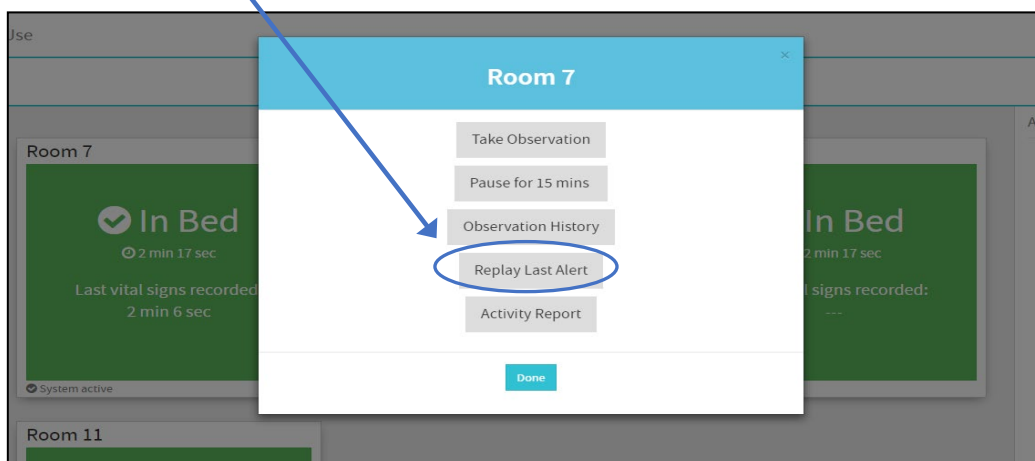 Use
×
Room 7
Take Observation
Pause for 15 mins
Observation History
Replay Last Alert
Activity Report
Done
Room 7
In Bed
2 min 17 sec
Last vital signs recorded
2 min 6 sec
System active
In Bed
2 min 17 sec
signs recorded:
---
Room 11